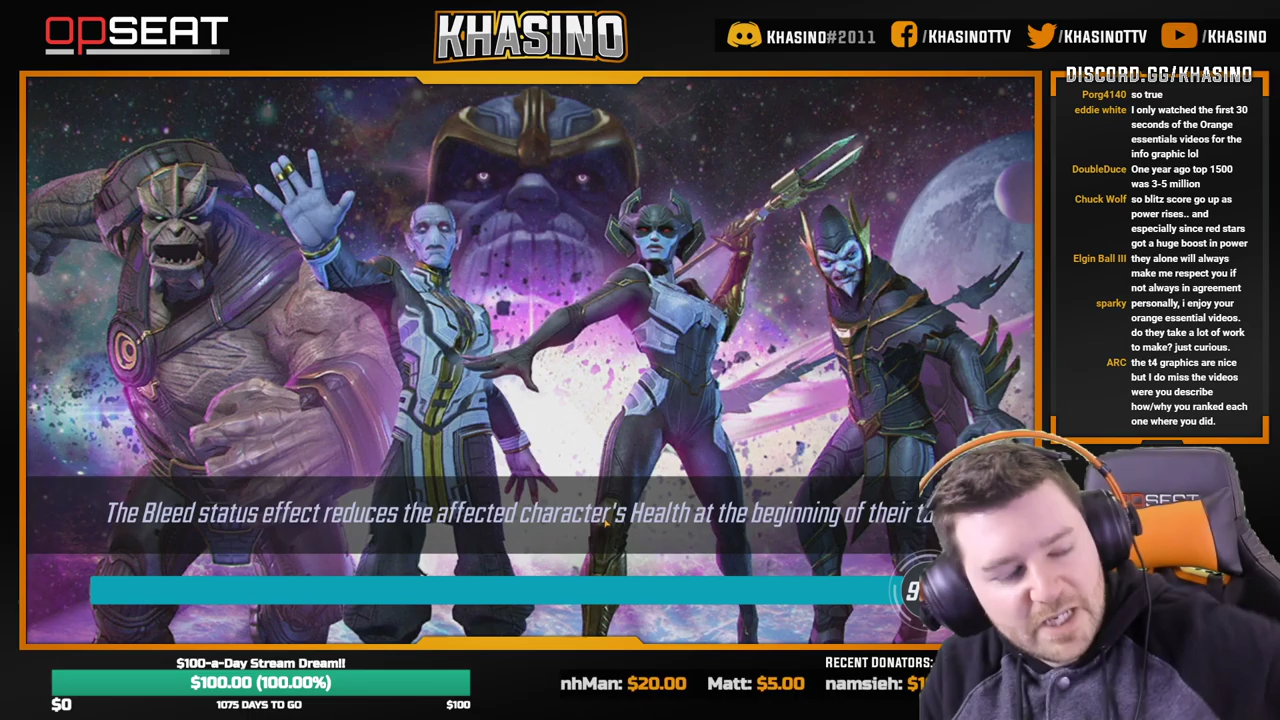 OPSEAT
KHASINO
KHASINO#2011
/KHASINOTTV
/KHASINOTTV
/KHASINO
DISCORD.GG/KHASINO
Porg4140 so true
eddie white I only watched the first 30
seconds of the Orange
essentials videos for the
info graphic lol
DoubleDuce One year ago top 1500
was 3-5 million
Chuck Wolf so blitz score go up as
power rises.. and
especially since red stars
got a huge boost in power
Elgin Ball III they alone will always
make me respect you if
not always in agreement
sparky personally, i enjoy your
orange essential videos.
do they take a lot of work
to make? just curious.
ARC the t4 graphics are nice
but I do miss the videos
were you describe
how/why you ranked each
one where you did.
The Bleed status effect reduces the affected character's Health at the beginning of their
9
OPSEAT
$100-a-Day Stream Dream!!
$100.00 (100.00%)
$0 1075 DAYS TO GO $100
RECENT DONATORS:
nhMan: $20.00 Matt: $5.00 namsieh: $1